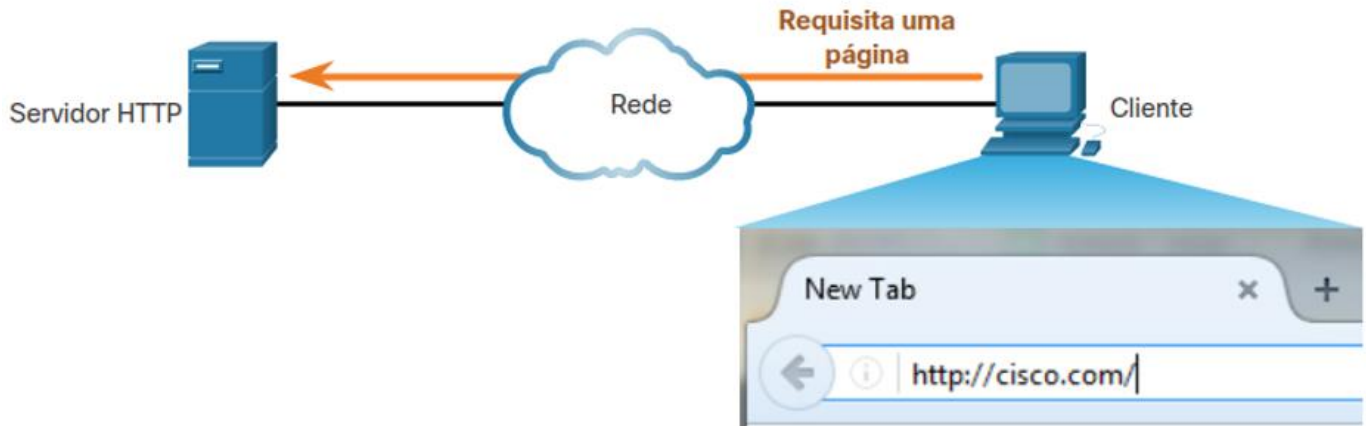 Requisita uma
página
Servidor HTTP
Rede
Cliente
New Tab
http://cisco.com/